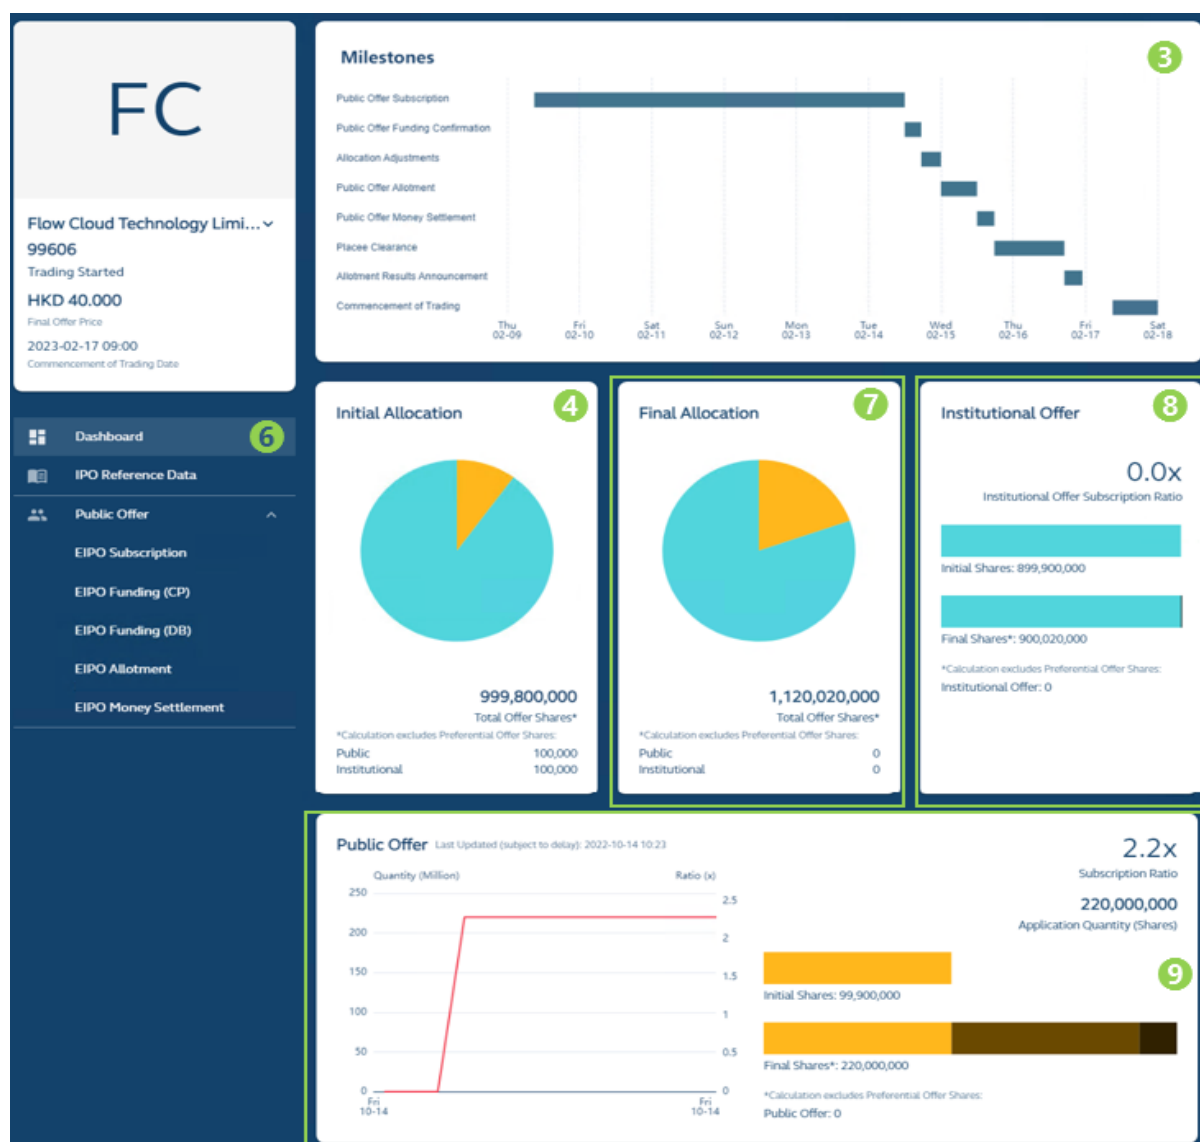 FC
Flow Cloud Technology Limi...
99606
Trading Started
HKD 40.000
Final Offer Price
2023-02-17 09:00
Commencement of Trading Date
6
Dashboard
IPO Reference Data
Public Offer
EIPO Subscription
EIPO Funding (CP)
EIPO Funding (DB)
EIPO Allotment
EIPO Money Settlement
Milestones
3
Public Offer Subscription
Public Offer Funding Confirmation
Allocation Adjustments
Public Offer Allotment
Public Offer Money Settlement
Placee Clearance
Allotment Results Announcement
Commencement of Trading
Thu Fri Sat Sun Mon Tue Wed Thu Fri Sat
02-09 02-10 02-11 02-12 02-13 02-14 02-15 02-16 02-17 02-18
Initial Allocation
4
999,800,000
Total Offer Shares*
*Calculation excludes Preferential Offer Shares:
Public 100,000
Institutional 100,000
Final Allocation
7
1,120,020,000
Total Offer Shares*
*Calculation excludes Preferential Offer Shares:
Public 0
Institutional 0
Institutional Offer
8
0.0x
Institutional Offer Subscription Ratio
Initial Shares: 899,900,000
Final Shares*: 900,020,000
*Calculation excludes Preferential Offer Shares:
Institutional Offer: 0
Public Offer Last Updated (subject to delay): 2022-10-14 10:23
Quantity (Million) Ratio (x)
250
2.5
200
2
150
1.5
100
1
50
0.5
0 0
Fri Fri
10-14 10-14
2.2x
Subscription Ratio
220,000,000
Application Quantity (Shares)
9
Initial Shares: 99,900,000
Final Shares*: 220,000,000
*Calculation excludes Preferential Offer Shares:
Public Offer: 0